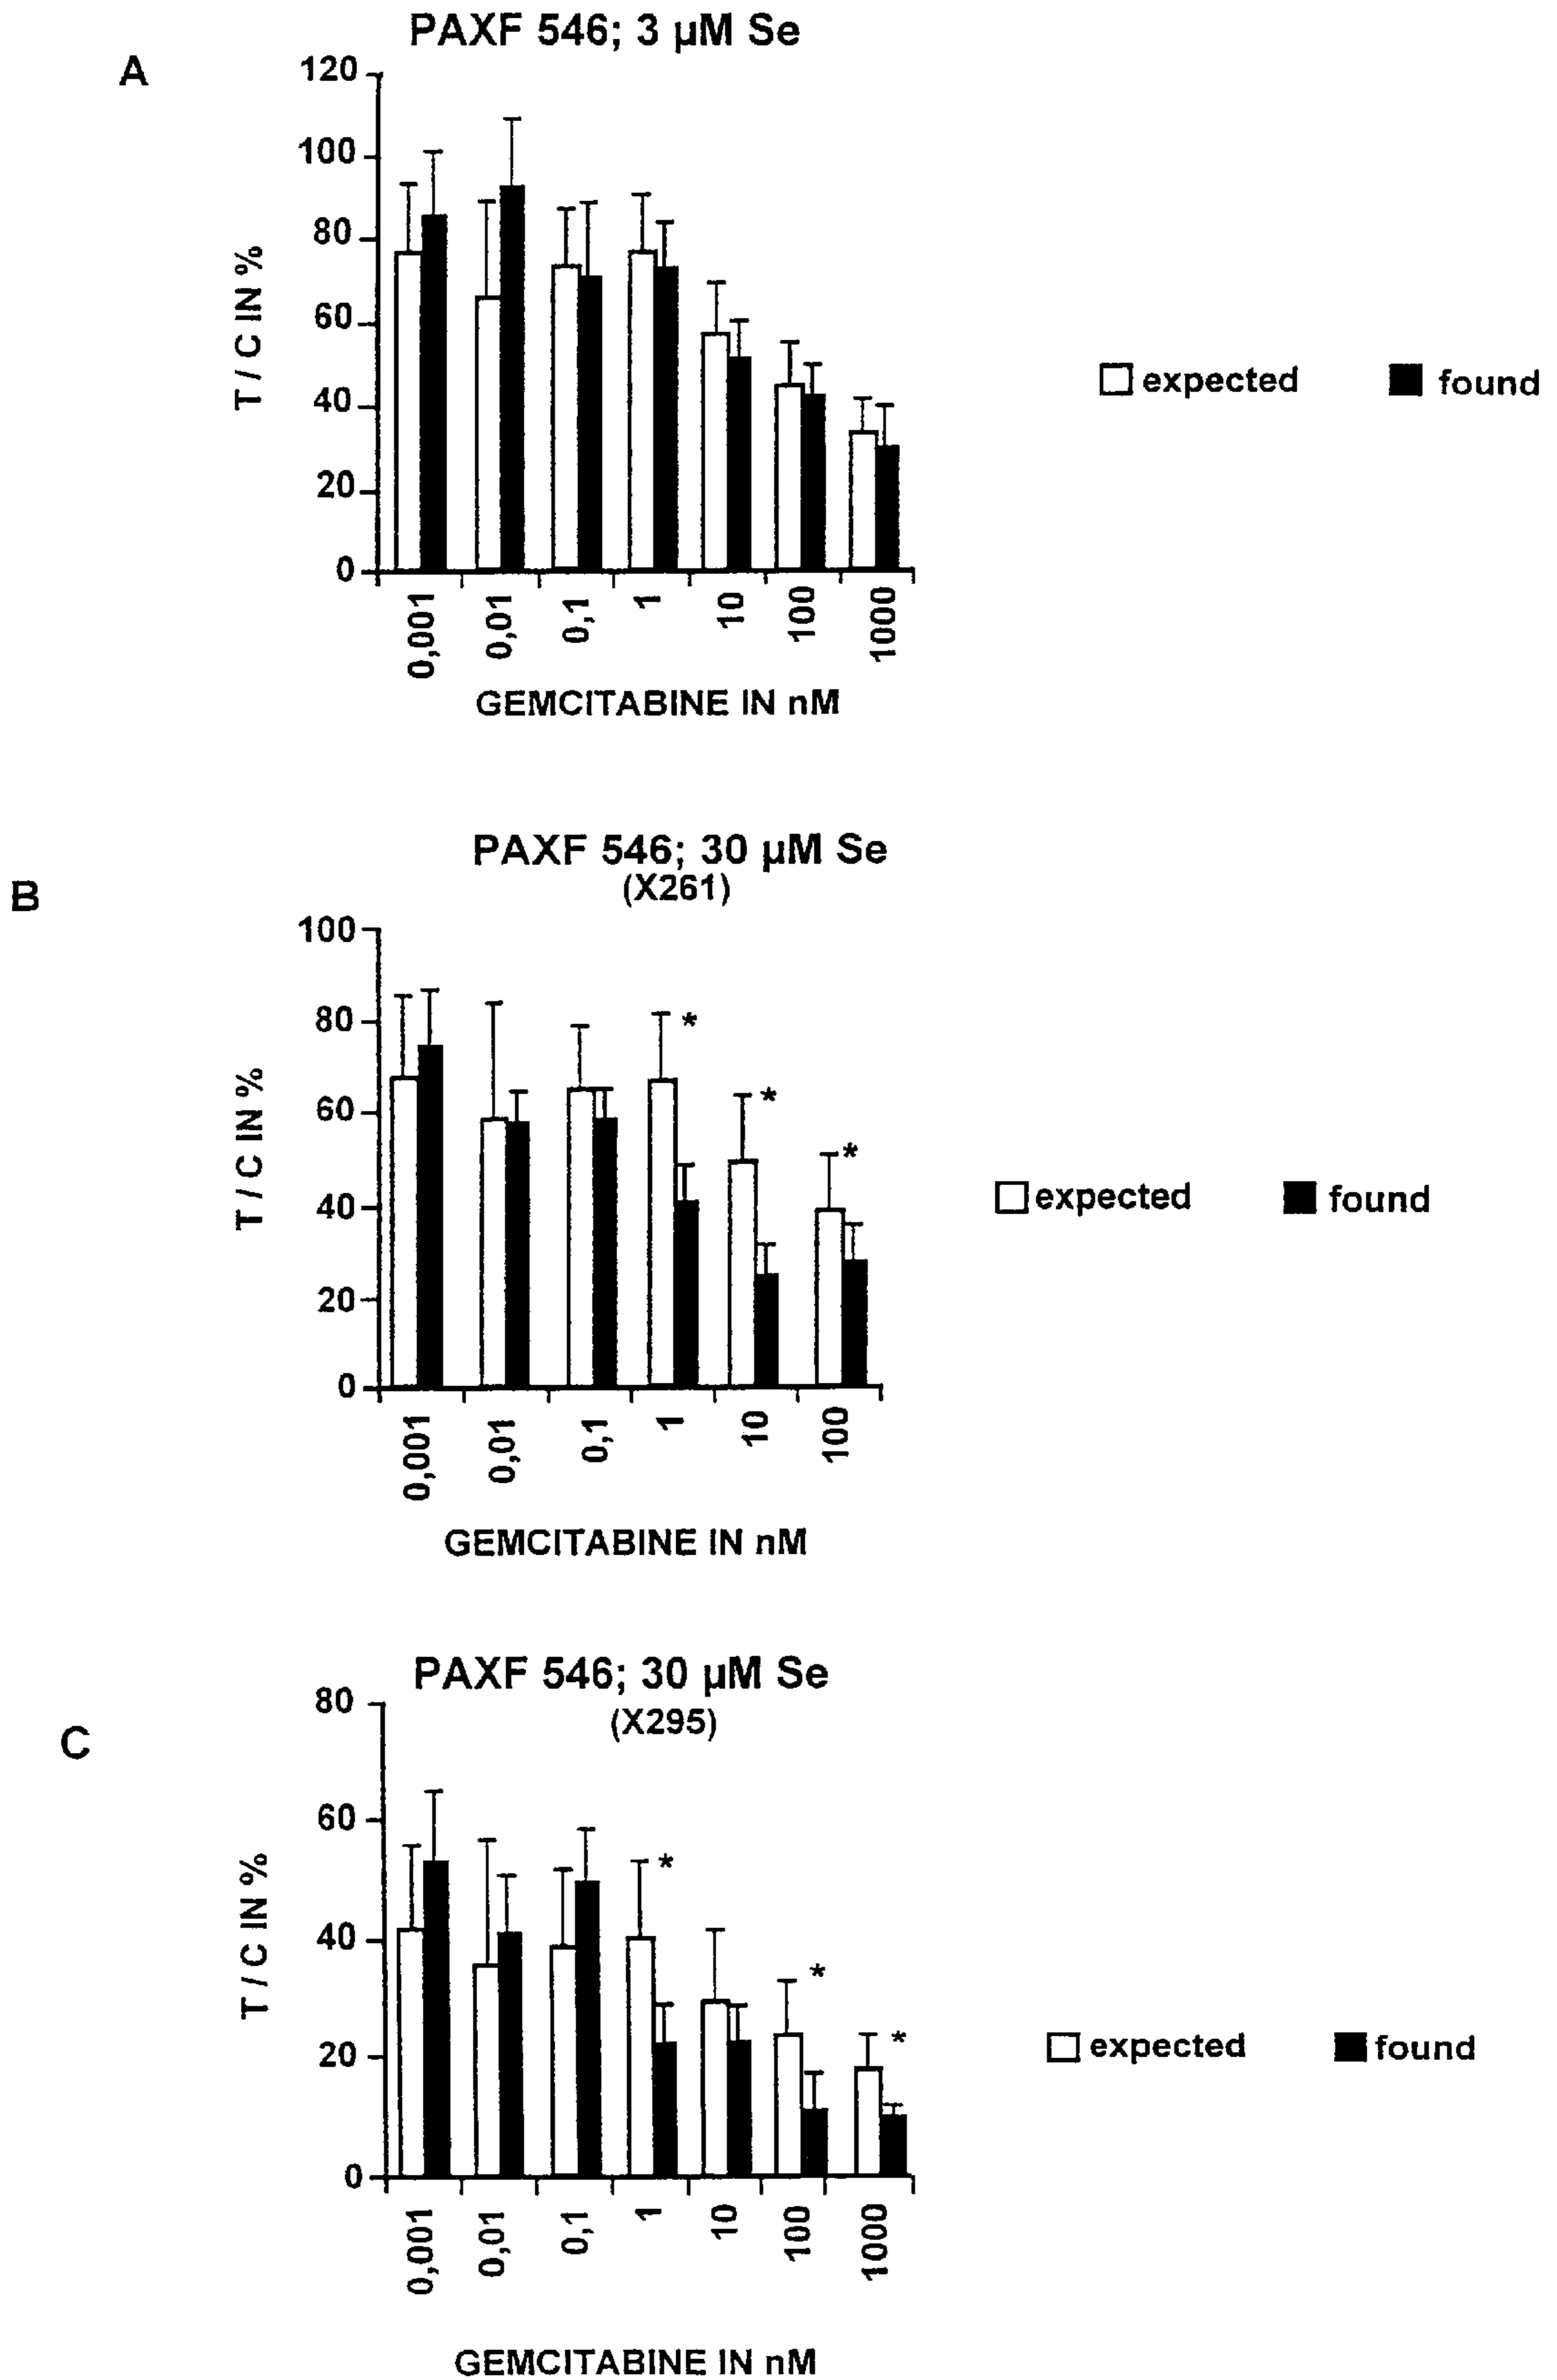 PAXF 546; 3 µM Se
A
120
100
80
60
40
20
0
T / C IN %
0,001
0,01
0,1
1
10
100
1000
GEMCITABINE IN nM
expected
found
PAXF 546; 30 µM Se
(X261)
B
100
80
60
40
20
0
T / C IN %
*
*
*
0,001
0,01
0,1
1
10
100
GEMCITABINE IN nM
expected
found
PAXF 546; 30 µM Se
(X295)
C
80
60
40
20
0
T / C IN %
*
*
*
0,001
0,01
0,1
1
10
100
1000
GEMCITABINE IN nM
expected
found